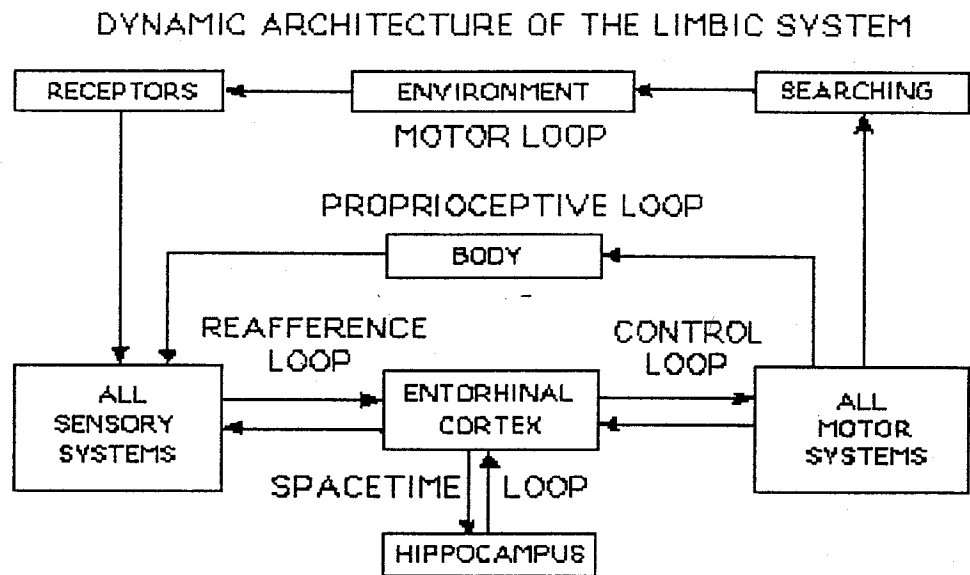 DYNAMIC ARCHITECTURE OF THE LIMBIC SYSTEM
RECEPTORS
ENVIRONMENT
SEARCHING
MOTOR LOOP
PROPRIOCEPTIVE LOOP
BODY
REAFFERENCE
LOOP
CONTROL
LOOP
ALL
SENSORY
SYSTEMS
ENTORHINAL
CORTEX
ALL
MOTOR
SYSTEMS
SPACETIME LOOP
HIPPOCAMPUS